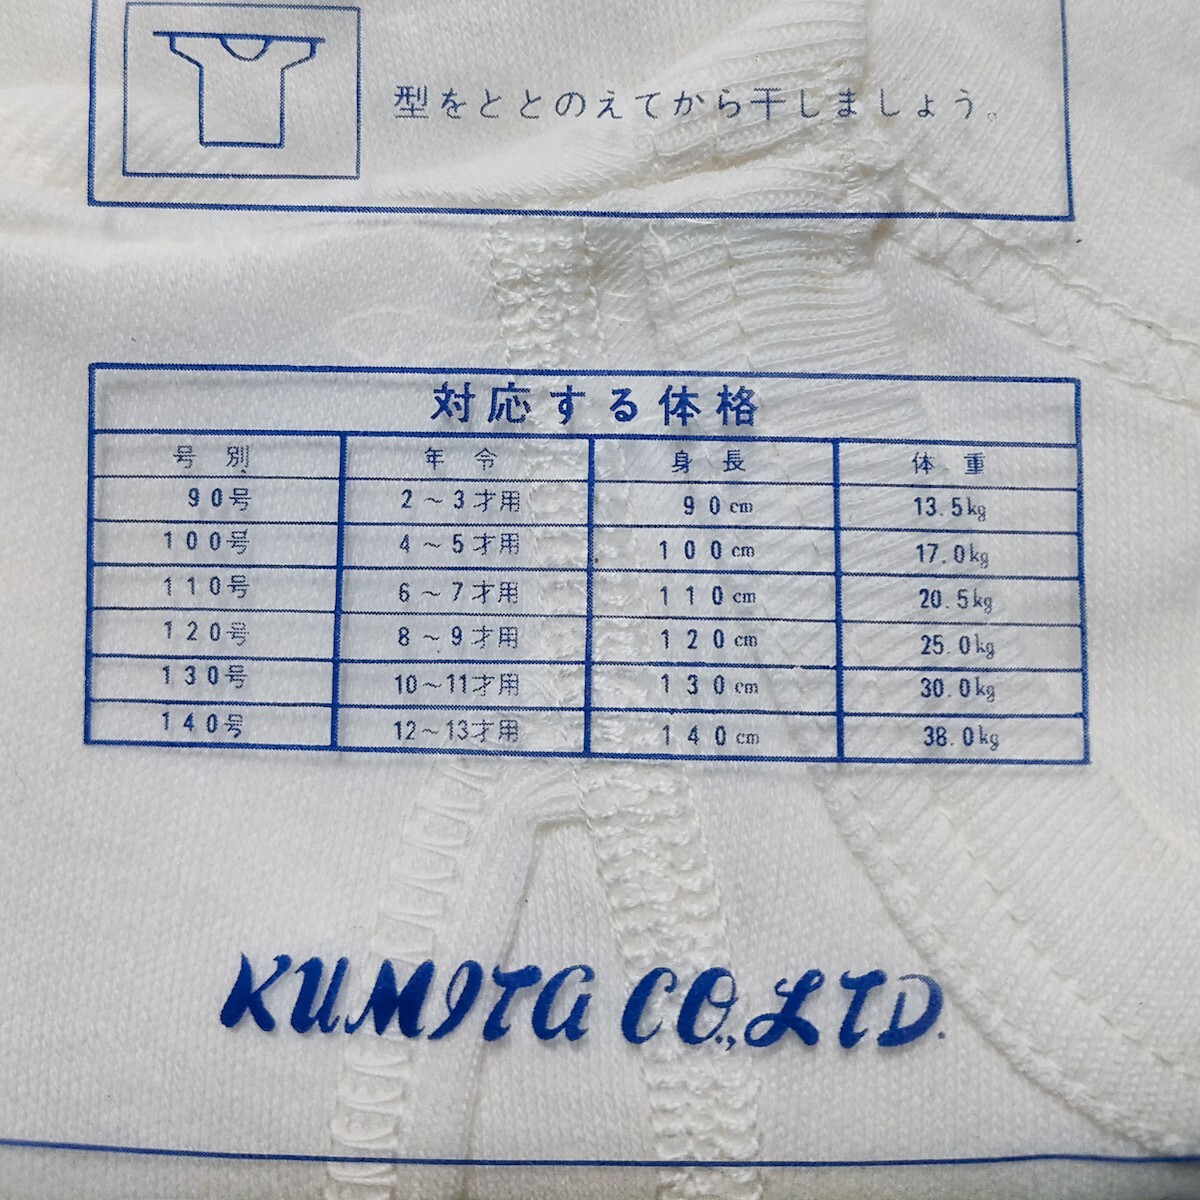 型をととのえてから干しましょう。
対応する体格
号別 年令 身長 体重
90号 2～3才用 90cm 13.5kg
100号 4～5才用 100cm 17.0kg
110号 6～7才用 110cm 20.5kg
120号 8～9才用 120cm 25.0kg
130号 10～11才用 130cm 30.0kg
140号 12～13才用 140cm 38.0kg
KUMITA CO., LTD.